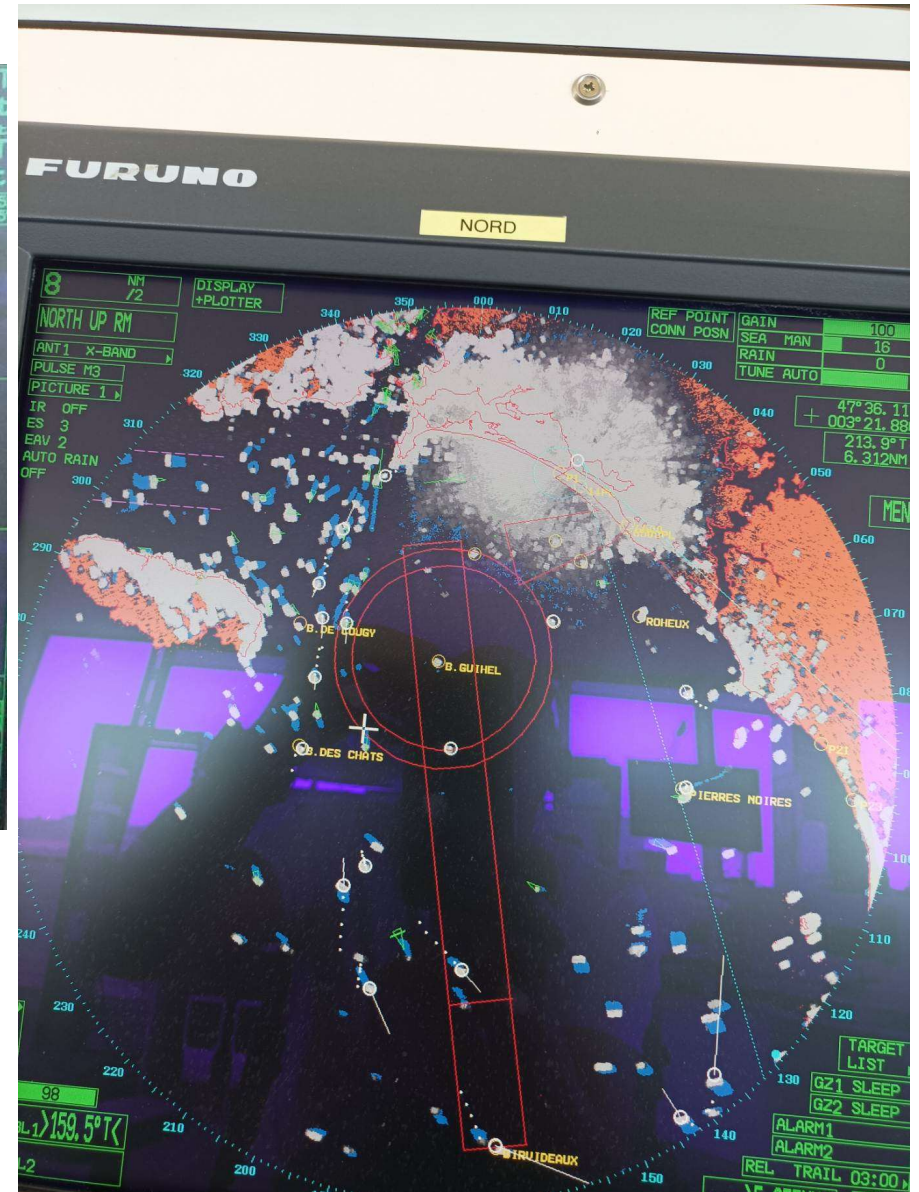 FURUNO
NORD
8 NM /2
DISPLAY
+PLOTTER
NORTH UP RM
ANT1 X-BAND
PULSE M3
PICTURE 1
IR OFF
ES 3
EAV 2
AUTO RAIN
OFF
REF POINT
CONN POSN
GAIN 100
SEA MAN 16
RAIN 0
TUNE AUTO
47°36.11
003°21.88
213.9°T
6.312NM
MEN
350
000
010
020
030
040
050
060
070
100
110
120
130
140
150
200
210
220
230
240
290
300
310
320
330
340
B.DE LOUGY
B.GUIHEL
ROHEUX
B.DES CHATS
PIERRES NOIRES
P21
BIRVIDEAUX
98
159.5°T
L2
TARGET
LIST
GZ1 SLEEP
GZ2 SLEEP
ALARM1
ALARM2
REL TRAIL 03:00